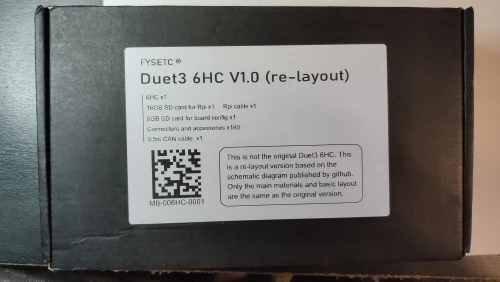 FYSETC ®
Duet3 6HC V1.0 (re-layout)
6HC x1
16GB SD card for Rpi x1 Rpi cable x1
8GB SD card for board config x1
Connectors and accessories x180
0.5m CAN cable x1
This is not the original Duet3 6HC. This
is a re-layout version based on the
schematic diagram published by github.
Only the main materials and basic layout
are the same as the original version.
MB-006HC-0001